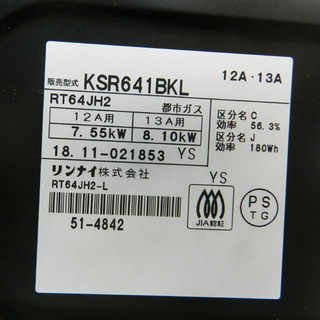 販売型式 KSR641BKL 12A・13A
RT64JH2 都市ガス
12A用 13A用
7.55kW 8.10kW
区分名 C
効率 56.3%
区分名 J
効率 180Wh
18.11-021853 YS
リンナイ株式会社
RT64JH2-L
YS
51-4842
JIA認証
PS
TG